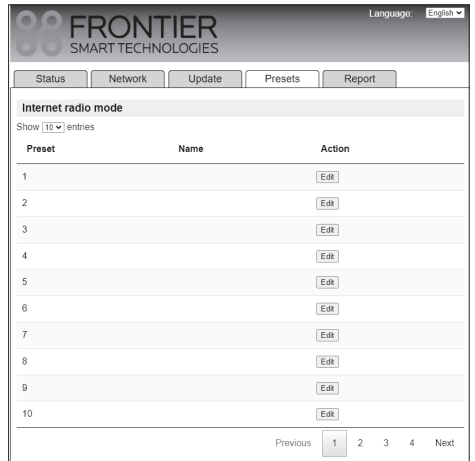 Language: English
FRONTIER
SMART TECHNOLOGIES
Status Network Update Presets Report
Internet radio mode
Show 10 entries
Preset Name Action
1 Edit
2 Edit
3 Edit
4 Edit
5 Edit
6 Edit
7 Edit
8 Edit
9 Edit
10 Edit
Previous 1 2 3 4 Next